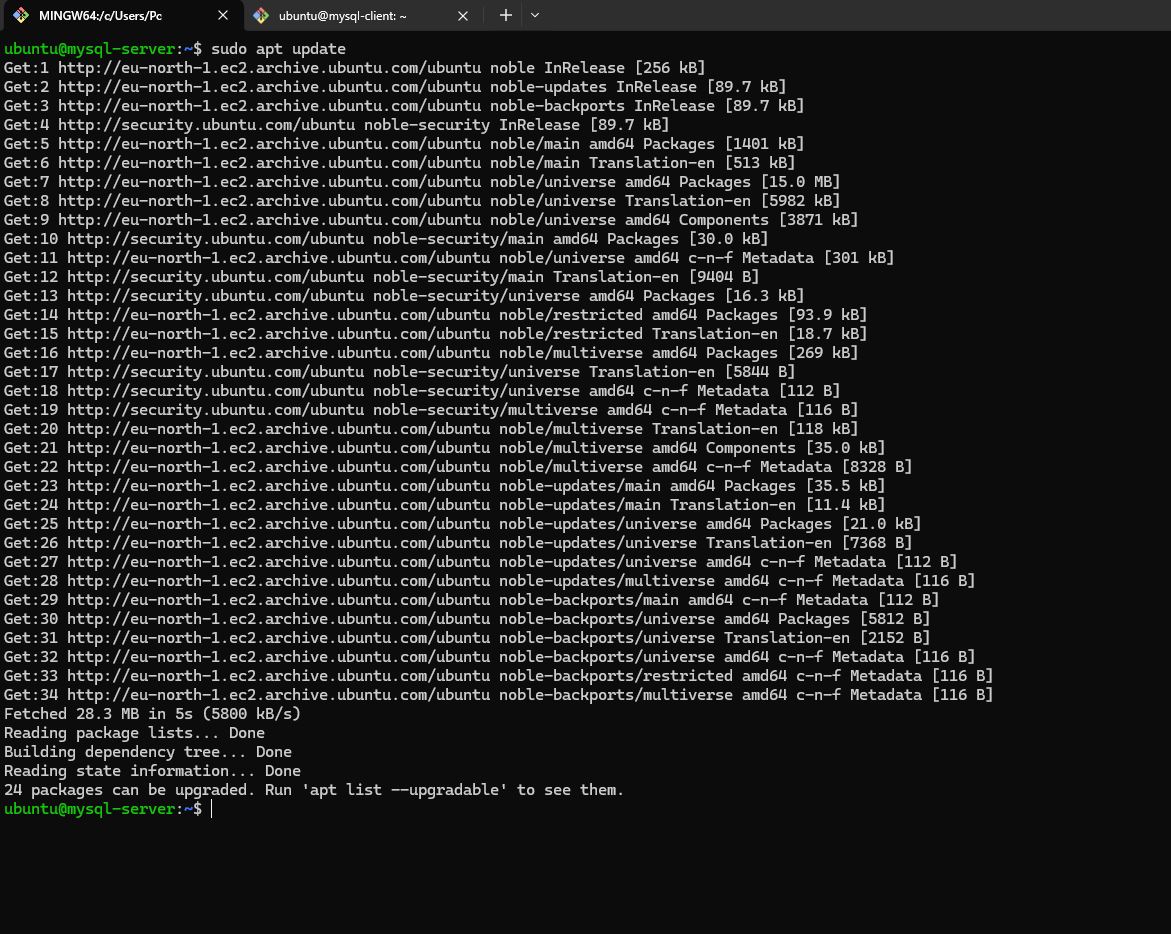 MINGW64:/c/Users/Pc
ubuntu@mysql-client: ~
ubuntu@mysql-server:~$ sudo apt update
Get:1 http://eu-north-1.ec2.archive.ubuntu.com/ubuntu noble InRelease [256 kB]
Get:2 http://eu-north-1.ec2.archive.ubuntu.com/ubuntu noble-updates InRelease [89.7 kB]
Get:3 http://eu-north-1.ec2.archive.ubuntu.com/ubuntu noble-backports InRelease [89.7 kB]
Get:4 http://security.ubuntu.com/ubuntu noble-security InRelease [89.7 kB]
Get:5 http://eu-north-1.ec2.archive.ubuntu.com/ubuntu noble/main amd64 Packages [1401 kB]
Get:6 http://eu-north-1.ec2.archive.ubuntu.com/ubuntu noble/main Translation-en [513 kB]
Get:7 http://eu-north-1.ec2.archive.ubuntu.com/ubuntu noble/universe amd64 Packages [15.0 MB]
Get:8 http://eu-north-1.ec2.archive.ubuntu.com/ubuntu noble/universe Translation-en [5982 kB]
Get:9 http://eu-north-1.ec2.archive.ubuntu.com/ubuntu noble/universe amd64 Components [3871 kB]
Get:10 http://security.ubuntu.com/ubuntu noble-security/main amd64 Packages [30.0 kB]
Get:11 http://eu-north-1.ec2.archive.ubuntu.com/ubuntu noble/universe amd64 c-n-f Metadata [301 kB]
Get:12 http://security.ubuntu.com/ubuntu noble-security/main Translation-en [9404 B]
Get:13 http://security.ubuntu.com/ubuntu noble-security/universe amd64 Packages [16.3 kB]
Get:14 http://eu-north-1.ec2.archive.ubuntu.com/ubuntu noble/restricted amd64 Packages [93.9 kB]
Get:15 http://eu-north-1.ec2.archive.ubuntu.com/ubuntu noble/restricted Translation-en [18.7 kB]
Get:16 http://eu-north-1.ec2.archive.ubuntu.com/ubuntu noble/multiverse amd64 Packages [269 kB]
Get:17 http://security.ubuntu.com/ubuntu noble-security/universe Translation-en [5844 B]
Get:18 http://security.ubuntu.com/ubuntu noble-security/universe amd64 c-n-f Metadata [112 B]
Get:19 http://security.ubuntu.com/ubuntu noble-security/multiverse amd64 c-n-f Metadata [116 B]
Get:20 http://eu-north-1.ec2.archive.ubuntu.com/ubuntu noble/multiverse Translation-en [118 kB]
Get:21 http://eu-north-1.ec2.archive.ubuntu.com/ubuntu noble/multiverse amd64 Components [35.0 kB]
Get:22 http://eu-north-1.ec2.archive.ubuntu.com/ubuntu noble/multiverse amd64 c-n-f Metadata [8328 B]
Get:23 http://eu-north-1.ec2.archive.ubuntu.com/ubuntu noble-updates/main amd64 Packages [35.5 kB]
Get:24 http://eu-north-1.ec2.archive.ubuntu.com/ubuntu noble-updates/main Translation-en [11.4 kB]
Get:25 http://eu-north-1.ec2.archive.ubuntu.com/ubuntu noble-updates/universe amd64 Packages [21.0 kB]
Get:26 http://eu-north-1.ec2.archive.ubuntu.com/ubuntu noble-updates/universe Translation-en [7368 B]
Get:27 http://eu-north-1.ec2.archive.ubuntu.com/ubuntu noble-updates/universe amd64 c-n-f Metadata [112 B]
Get:28 http://eu-north-1.ec2.archive.ubuntu.com/ubuntu noble-updates/multiverse amd64 c-n-f Metadata [116 B]
Get:29 http://eu-north-1.ec2.archive.ubuntu.com/ubuntu noble-backports/main amd64 c-n-f Metadata [112 B]
Get:30 http://eu-north-1.ec2.archive.ubuntu.com/ubuntu noble-backports/universe amd64 Packages [5812 B]
Get:31 http://eu-north-1.ec2.archive.ubuntu.com/ubuntu noble-backports/universe Translation-en [2152 B]
Get:32 http://eu-north-1.ec2.archive.ubuntu.com/ubuntu noble-backports/universe amd64 c-n-f Metadata [116 B]
Get:33 http://eu-north-1.ec2.archive.ubuntu.com/ubuntu noble-backports/restricted amd64 c-n-f Metadata [116 B]
Get:34 http://eu-north-1.ec2.archive.ubuntu.com/ubuntu noble-backports/multiverse amd64 c-n-f Metadata [116 B]
Fetched 28.3 MB in 5s (5800 kB/s)
Reading package lists... Done
Building dependency tree... Done
Reading state information... Done
24 packages can be upgraded. Run 'apt list --upgradable' to see them.
ubuntu@mysql-server:~$